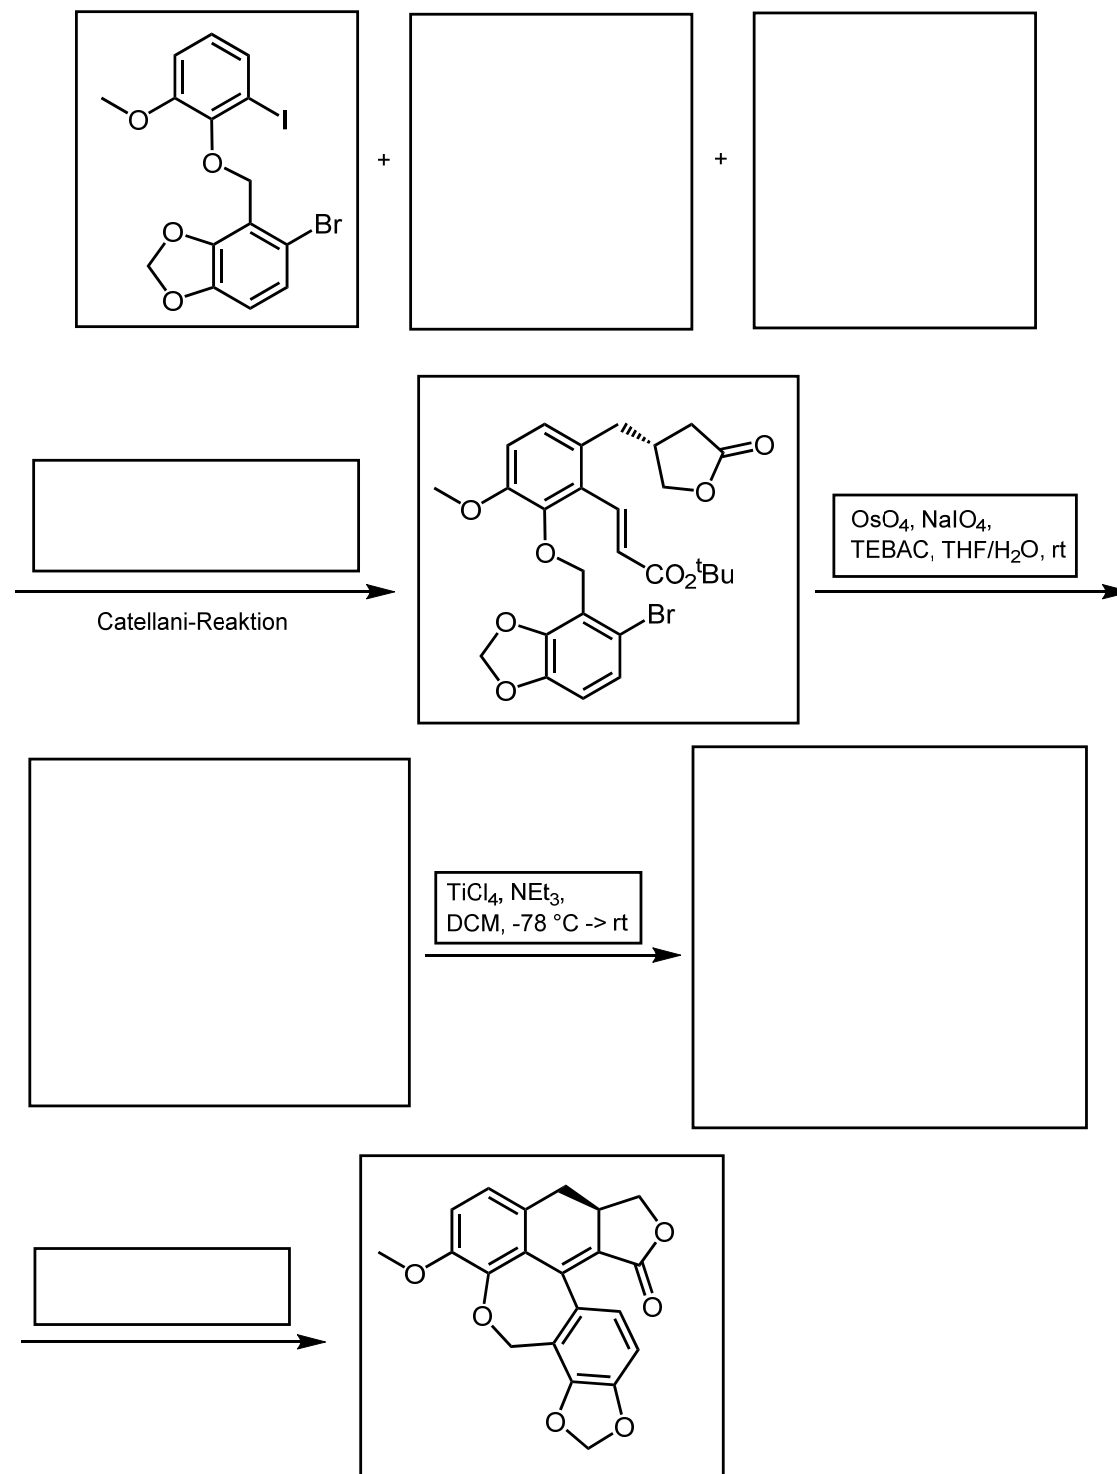 I
O
O
Br
O
O
+
+
Catellani-Reaktion
O
O
O
O
CO₂ᵗBu
Br
O
O
OsO₄, NaIO₄,
TEBAC, THF/H₂O, rt
TiCl₄, NEt₃,
DCM, -78 °C -> rt
O
O
O
O
O
O